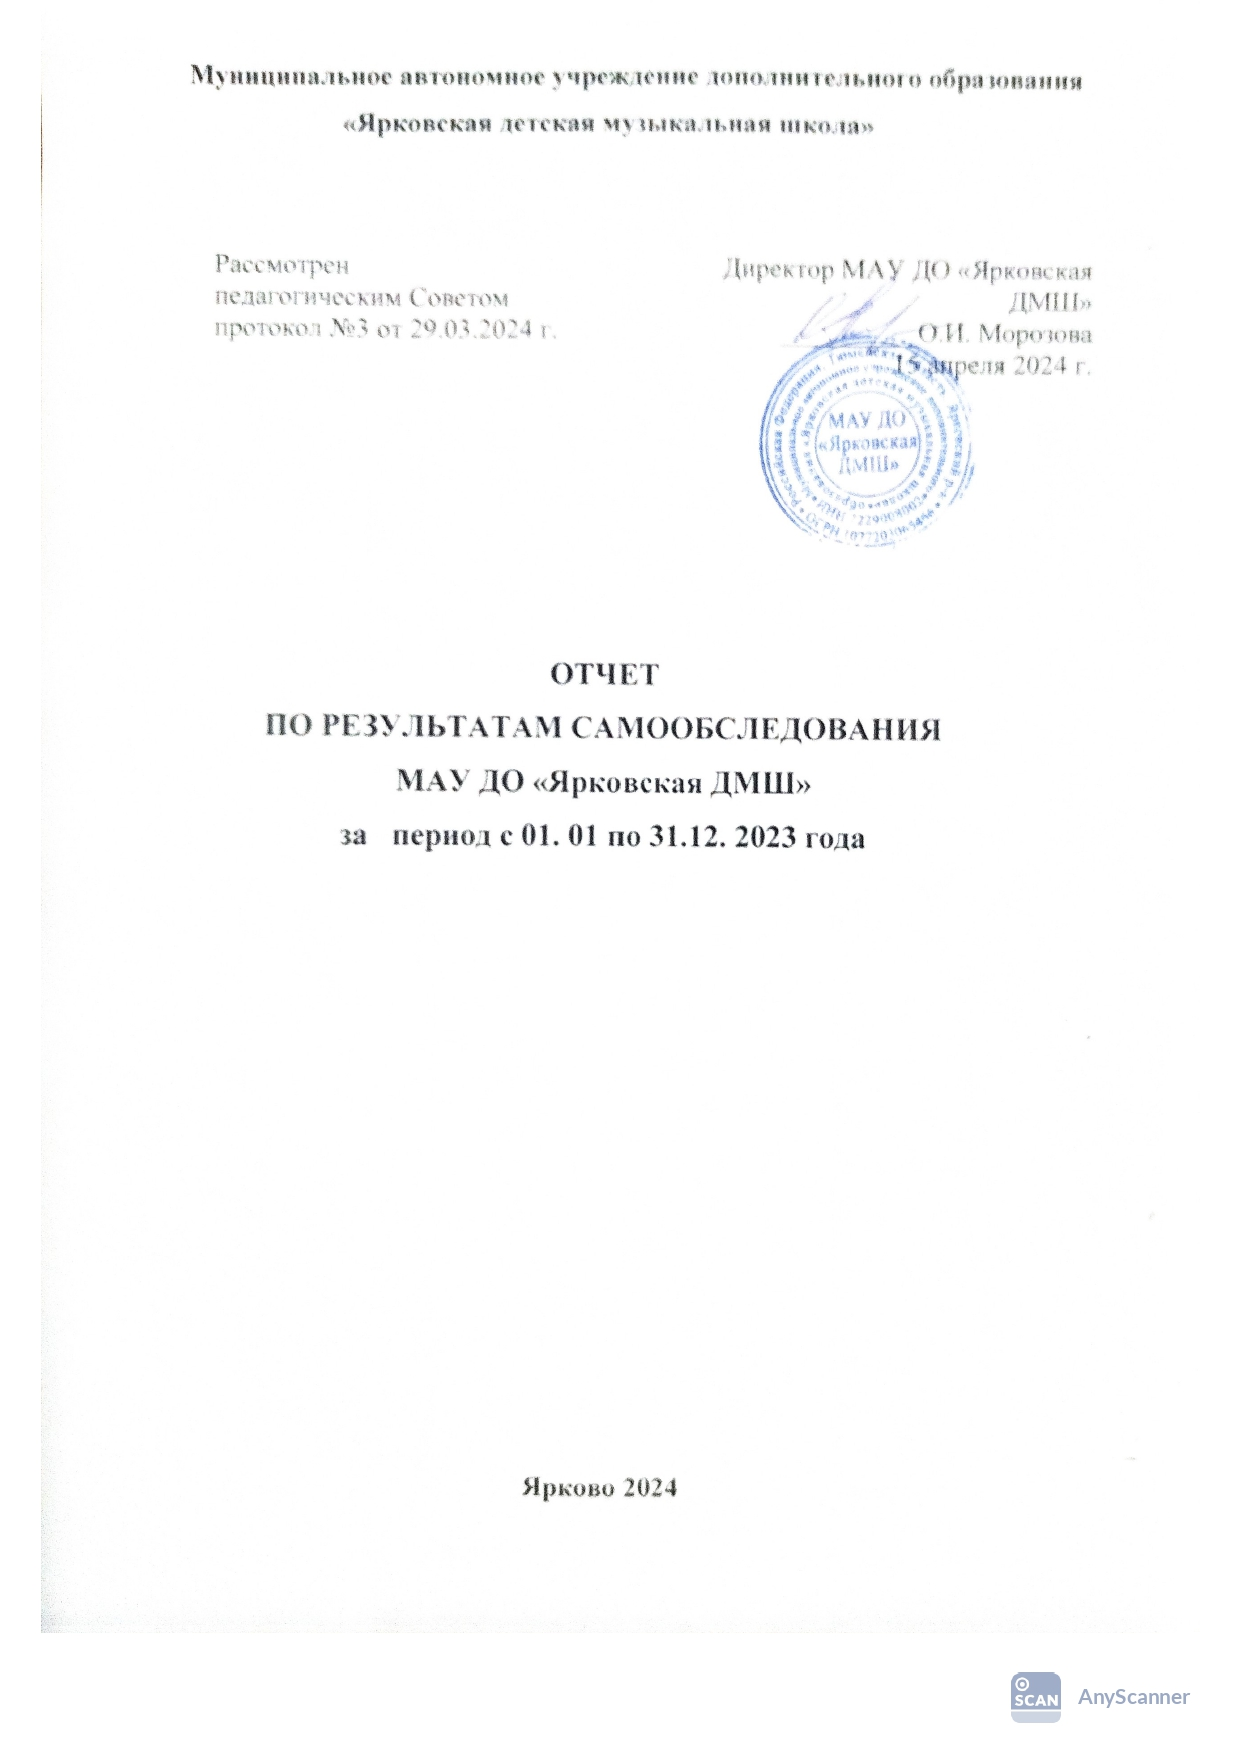 Муниципальное автономное учреждение дополнительного образования
«Ярковская детская музыкальная школа»
Рассмотрен
педагогическим Советом
протокол №3 от 29.03.2024 г.
Директор МАУ ДО «Ярковская
ДМШ»
О.И. Морозова
15 апреля 2024 г.
МАУ ДО
«Ярковская
ДМШ»
ОТЧЕТ
ПО РЕЗУЛЬТАТАМ САМООБСЛЕДОВАНИЯ
МАУ ДО «Ярковская ДМШ»
за период с 01. 01 по 31.12. 2023 года
Ярково 2024
SCAN AnyScanner